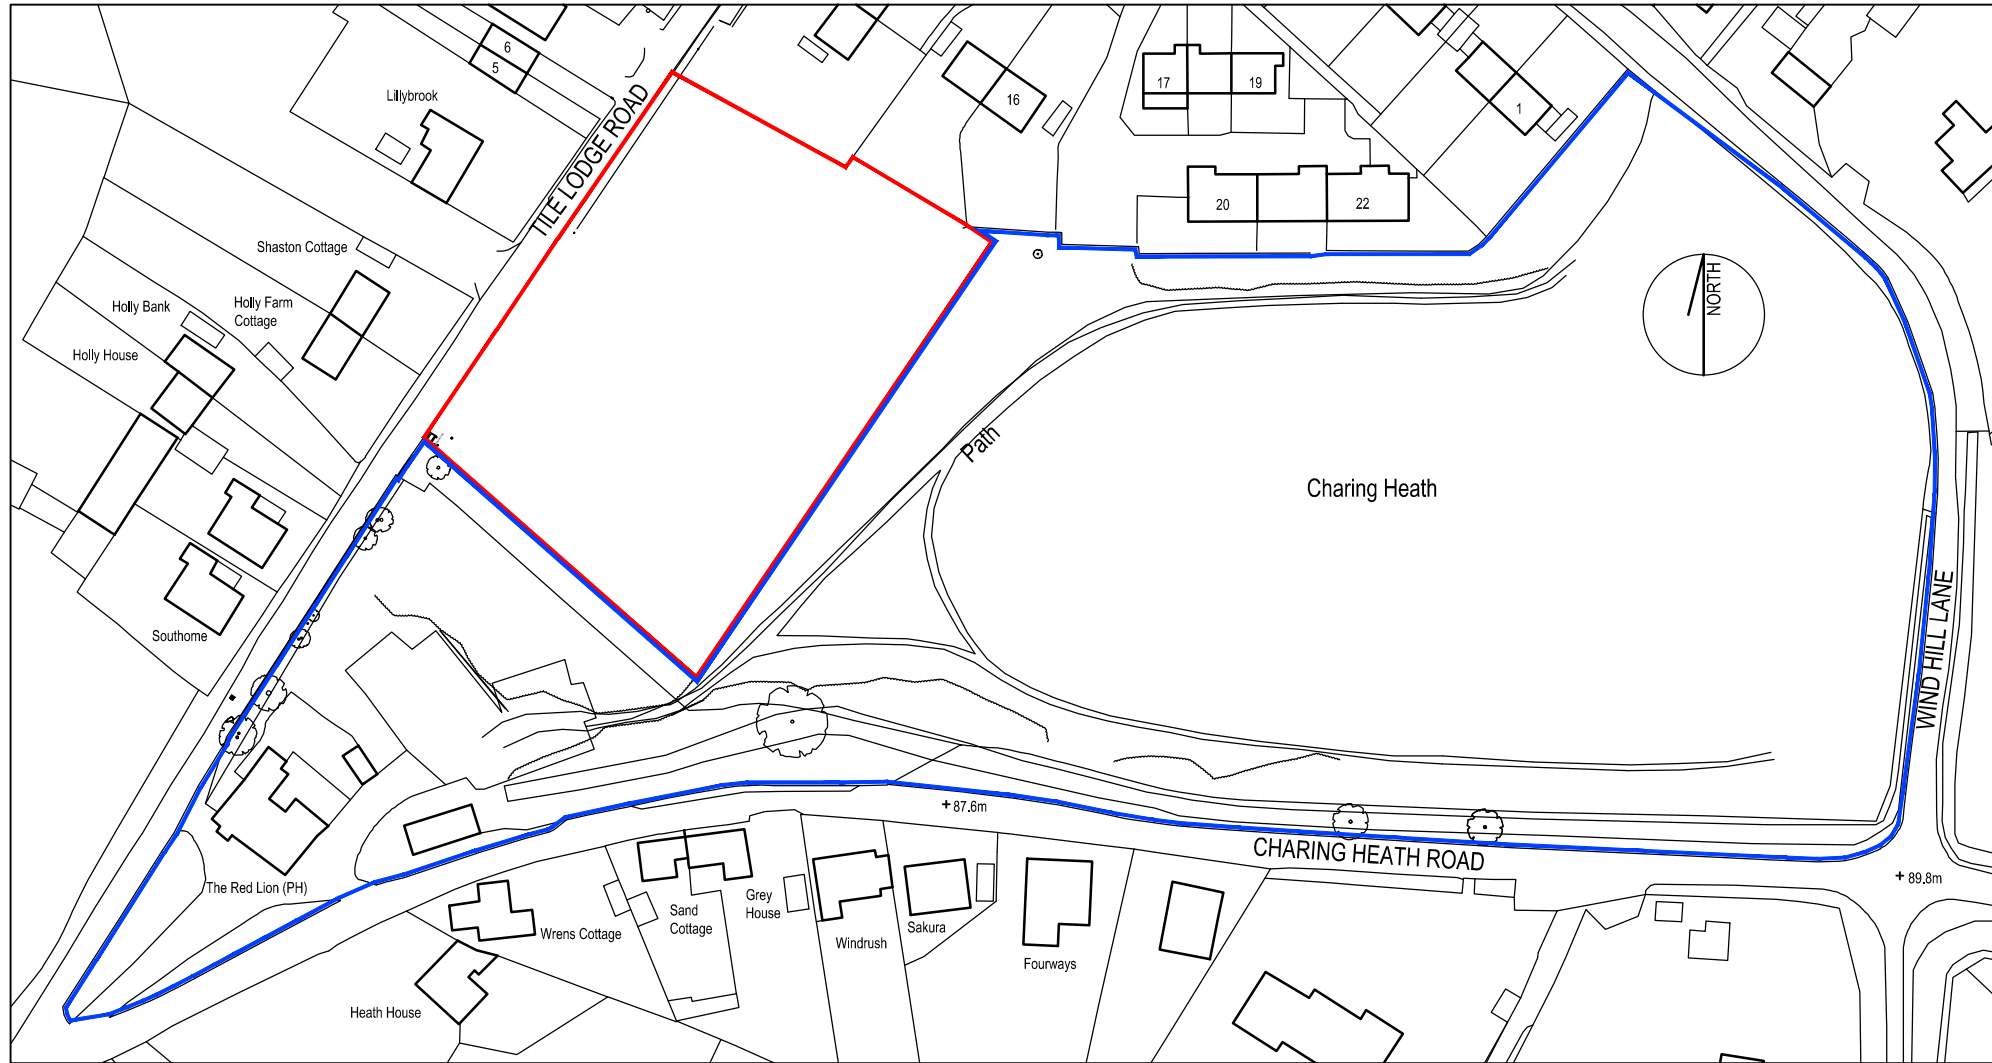 6
5
Lillybrook
TILE LODGE ROAD
16
17
19
1
20
22
Shaston Cottage
Holly Bank
Holly Farm
Cottage
Holly House
NORTH
Path
Charing Heath
Southome
WIND HILL LANE
+ 87.6m
CHARING HEATH ROAD
+ 89.8m
The Red Lion (PH)
Wrens Cottage
Sand
Cottage
Grey
House
Windrush
Sakura
Fourways
Heath House